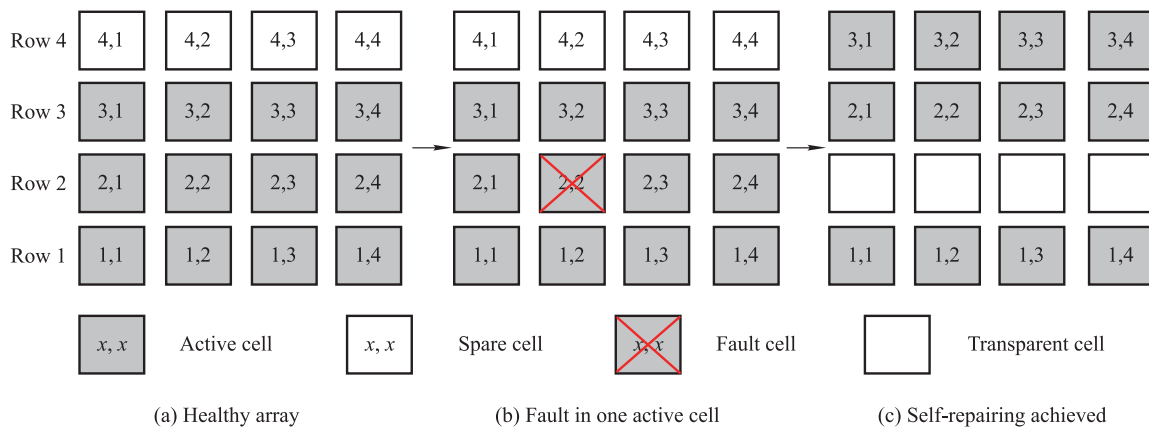 Row 4 4,1 4,2 4,3 4,4 4,1 4,2 4,3 4,4 3,1 3,2 3,3 3,4
Row 3 3,1 3,2 3,3 3,4 3,1 3,2 3,3 3,4 2,1 2,2 2,3 2,4
Row 2 2,1 2,2 2,3 2,4 2,1 2,2 2,3 2,4
Row 1 1,1 1,2 1,3 1,4 1,1 1,2 1,3 1,4 1,1 1,2 1,3 1,4
x, x Active cell x, x Spare cell x, x Fault cell Transparent cell
(a) Healthy array (b) Fault in one active cell (c) Self-repairing achieved